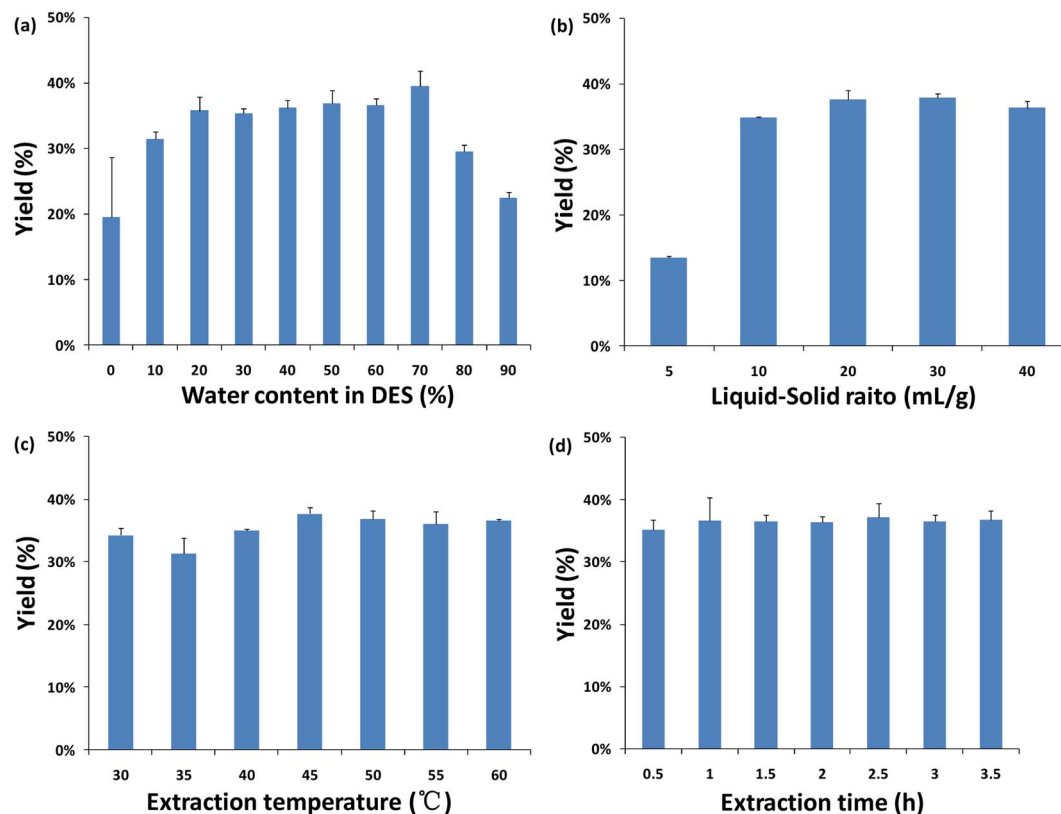 (a)
50%
40%
30%
20%
10%
0%
Yield (%)
0 10 20 30 40 50 60 70 80 90
Water content in DES (%)
(b)
50%
40%
30%
20%
10%
0%
Yield (%)
5 10 20 30 40
Liquid-Solid raito (mL/g)
(c)
50%
40%
30%
20%
10%
0%
Yield (%)
30 35 40 45 50 55 60
Extraction temperature (℃)
(d)
50%
40%
30%
20%
10%
0%
Yield (%)
0.5 1 1.5 2 2.5 3 3.5
Extraction time (h)